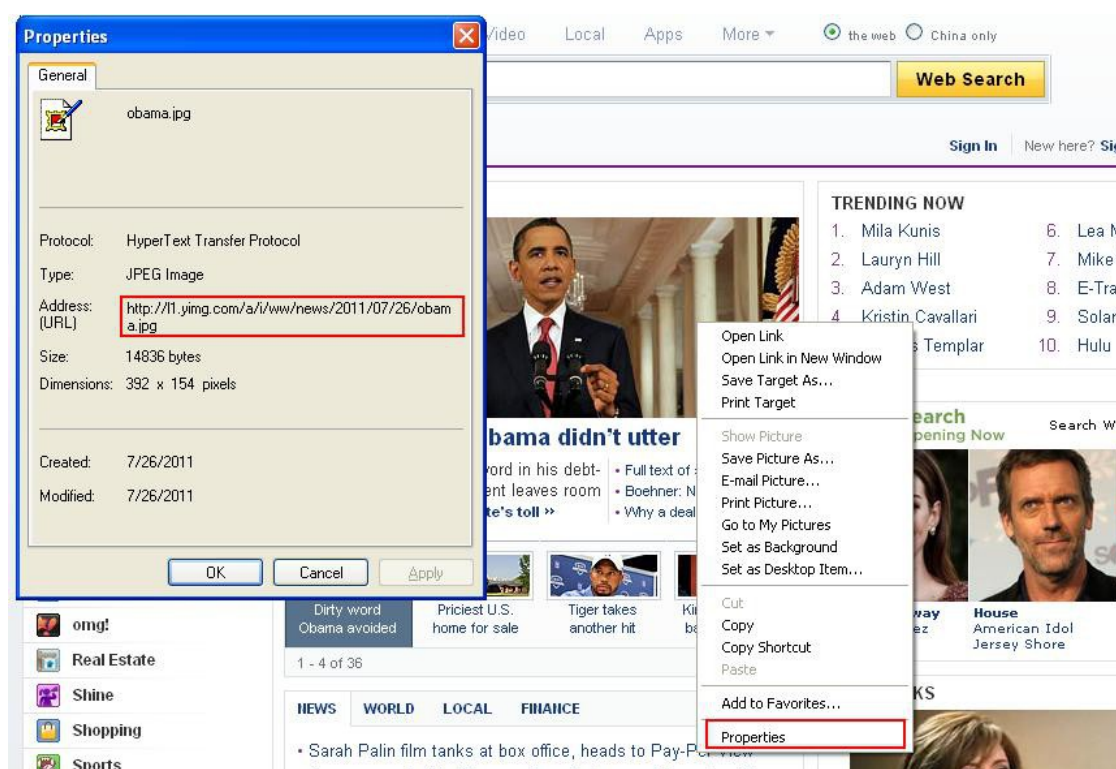 Properties
General
obama.jpg
Protocol: HyperText Transfer Protocol
Type: JPEG Image
Address: (URL) http://l1.yimg.com/a/i/ww/news/2011/07/26/obam
a.jpg
Size: 14836 bytes
Dimensions: 392 x 154 pixels
Created: 7/26/2011
Modified: 7/26/2011
OK Cancel Apply
Video Local Apps More the web China only
Web Search
Sign In New here?
TRENDING NOW
1. Mila Kunis
2. Lauryn Hill
3. Adam West
4. Kristin Cavallari
Templar
6. Lea
7. Mike
8.
9.
10. Hulu
Open Link
Open Link in New Window
Save Target As...
Print Target
Show Picture
Save Picture As...
E-mail Picture...
Print Picture...
Go to My Pictures
Set as Background
Set as Desktop Item...
Cut
Copy
Copy Shortcut
Paste
Add to Favorites...
Properties
didn't utter
in his debt-
leaves room
toll »
• Full text of
• Boehner:
• Why a deal
Search
Now
House
American Idol
Jersey Shore
Dirty word
Obama avoided
Priciest U.S.
home for sale
Tiger takes
another hit
1 - 4 of 36
omg!
Real Estate
Shine
Shopping
Sports
NEWS WORLD LOCAL FINANCE
• Sarah Palin film tanks at box office, heads to Pay-Per-View